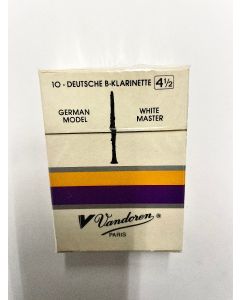 10 - DEUTSCHE B-KLARINETTE 4½
GERMAN MODEL
WHITE MASTER
V Vandoren®
PARIS